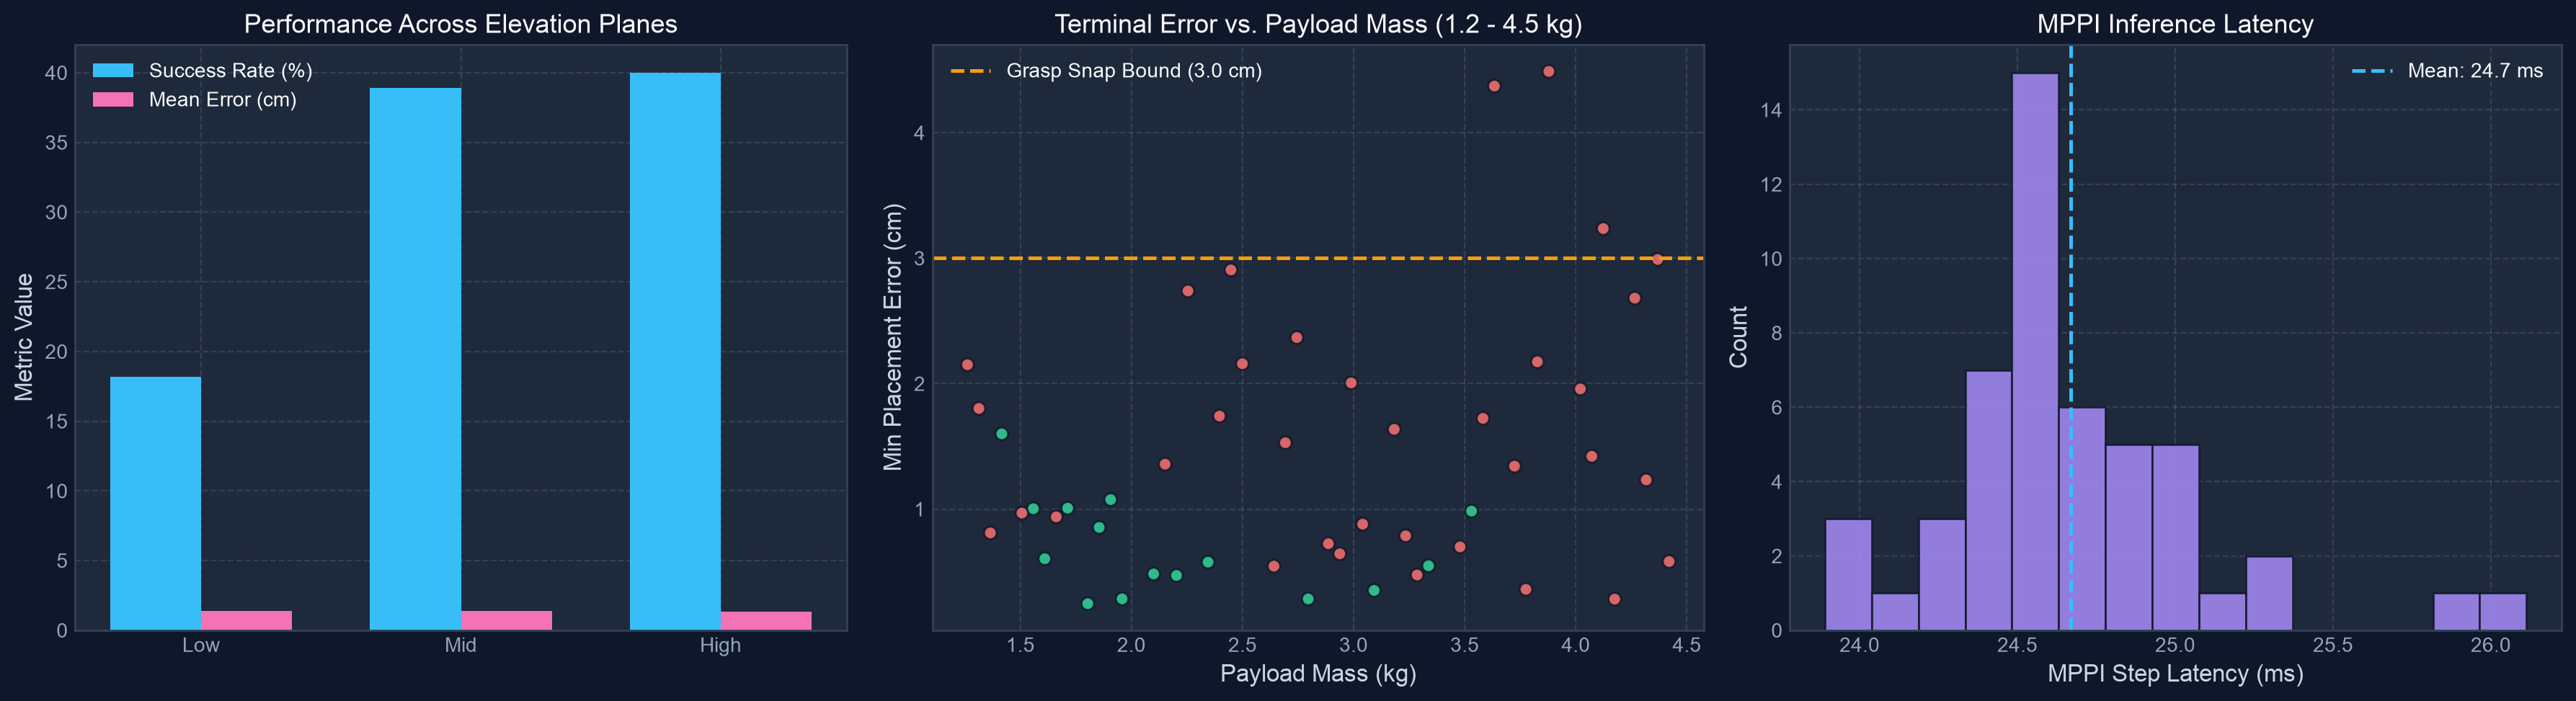 Performance Across Elevation Planes
Success Rate (%)
Mean Error (cm)
Metric Value
40
35
30
25
20
15
10
5
0
Low
Mid
High
Terminal Error vs. Payload Mass (1.2 - 4.5 kg)
Grasp Snap Bound (3.0 cm)
Min Placement Error (cm)
4
3
2
1
1.5
2.0
2.5
3.0
3.5
4.0
4.5
Payload Mass (kg)
MPPI Inference Latency
Mean: 24.7 ms
Count
14
12
10
8
6
4
2
0
24.0
24.5
25.0
25.5
26.0
MPPI Step Latency (ms)